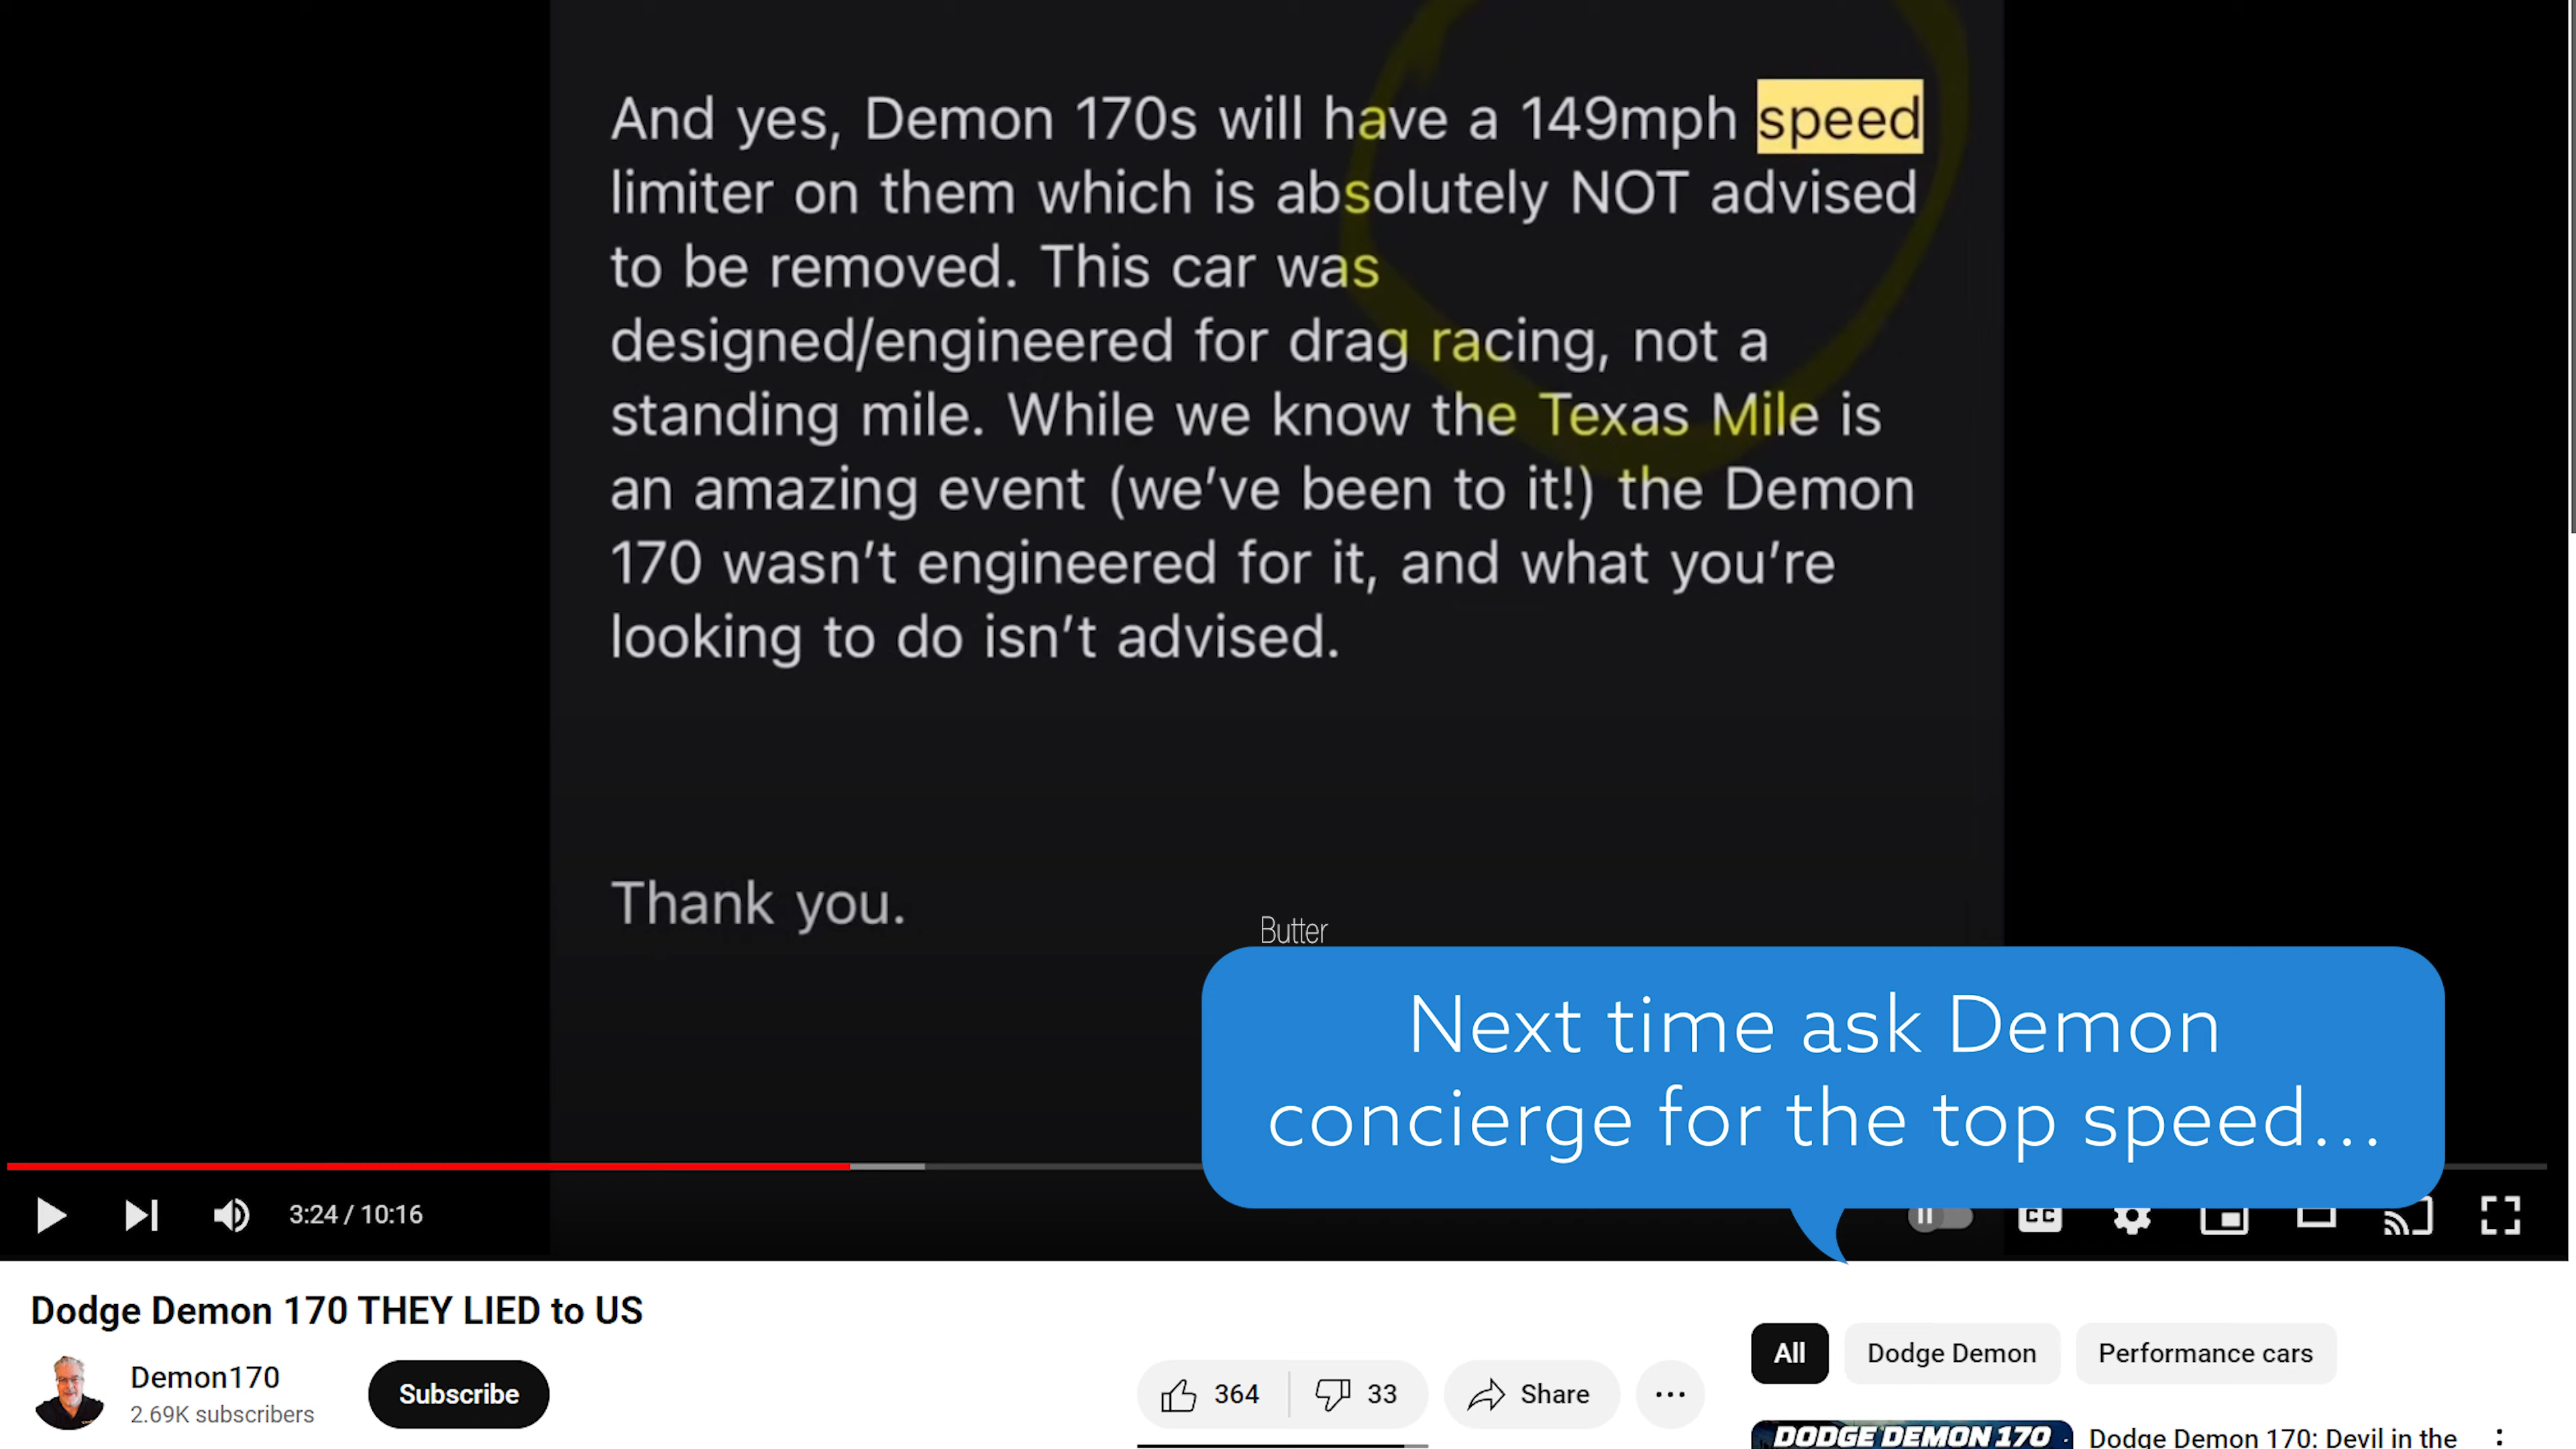 And yes, Demon 170s will have a 149mph speed
limiter on them which is absolutely NOT advised
to be removed. This car was
designed/engineered for drag racing, not a
standing mile. While we know the Texas Mile is
an amazing event (we've been to it!) the Demon
170 wasn't engineered for it, and what you're
looking to do isn't advised.
Thank you.
Butter
Next time ask Demon
concierge for the top speed...
3:24 / 10:16
CC
Dodge Demon 170 THEY LIED to US
Demon170
2.69K subscribers
Subscribe
364
33
Share
All
Dodge Demon
Performance cars
DODGE DEMON 170
Dodge Demon 170: Devil in the